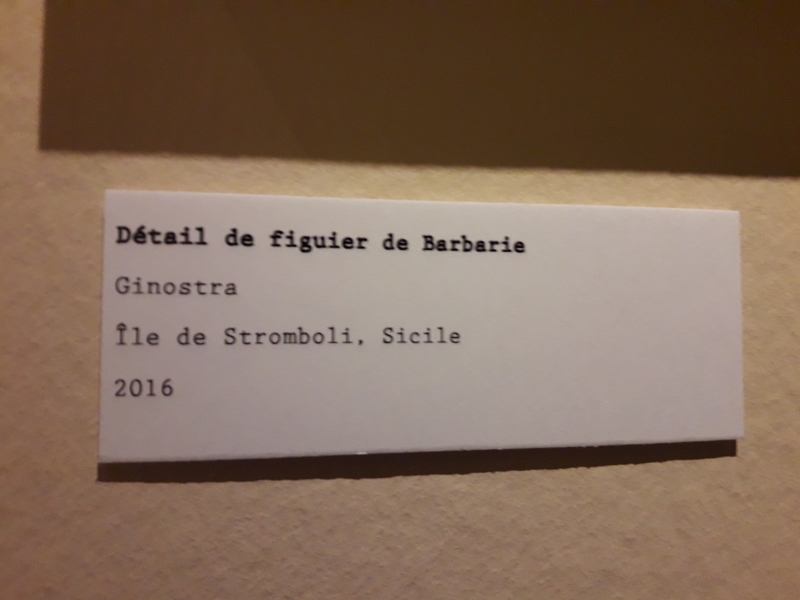 Détail de figuier de Barbarie
Ginostra
Île de Stromboli, Sicile
2016